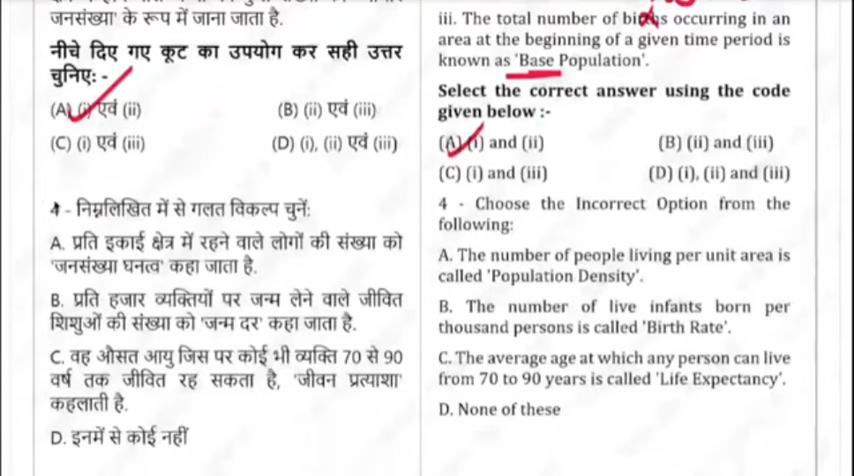 जनसंख्या' के रूप में जाना जाता है.
नीचे दिए गए कूट का उपयोग कर सही उत्तर
चुनिएः-
(A) (i) एवं (ii) (B) (ii) एवं (iii)
(C) (i) एवं (iii) (D) (i), (ii) एवं (iii)
4 - निम्नलिखित में से गलत विकल्प चुनें:
A. प्रति इकाई क्षेत्र में रहने वाले लोगों की संख्या को
'जनसंख्या घनत्व' कहा जाता है.
B. प्रति हजार व्यक्तियों पर जन्म लेने वाले जीवित
शिशुओं की संख्या को 'जन्म दर' कहा जाता है.
C. वह औसत आयु जिस पर कोई भी व्यक्ति 70 से 90
वर्ष तक जीवित रह सकता है, 'जीवन प्रत्याशा'
कहलाती है.
D. इनमें से कोई नहीं
iii. The total number of births occurring in an
area at the beginning of a given time period is
known as 'Base Population'.
Select the correct answer using the code
given below :-
(A) (i) and (ii) (B) (ii) and (iii)
(C) (i) and (iii) (D) (i), (ii) and (iii)
4 - Choose the Incorrect Option from the
following:
A. The number of people living per unit area is
called 'Population Density'.
B. The number of live infants born per
thousand persons is called 'Birth Rate'.
C. The average age at which any person can live
from 70 to 90 years is called 'Life Expectancy'.
D. None of these